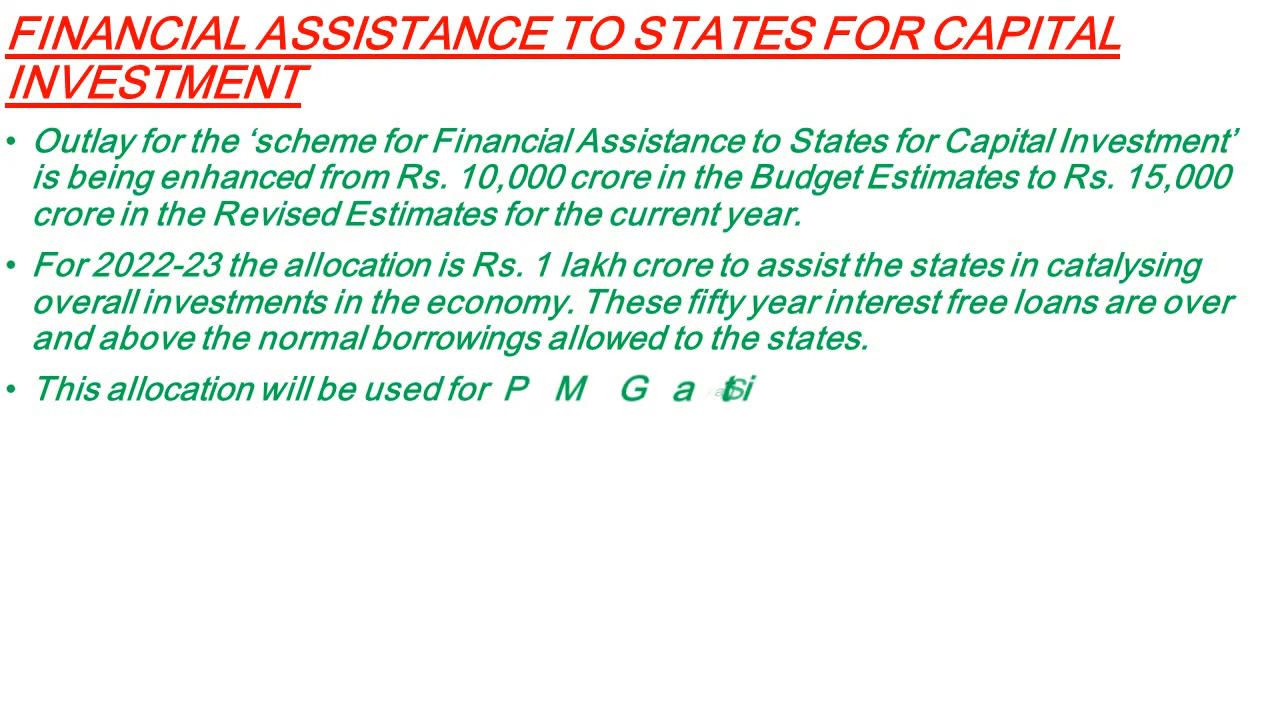 FINANCIAL ASSISTANCE TO STATES FOR CAPITAL
INVESTMENT
• Outlay for the ‘scheme for Financial Assistance to States for Capital Investment’
is being enhanced from Rs. 10,000 crore in the Budget Estimates to Rs. 15,000
crore in the Revised Estimates for the current year.
• For 2022-23 the allocation is Rs. 1 lakh crore to assist the states in catalysing
overall investments in the economy. These fifty year interest free loans are over
and above the normal borrowings allowed to the states.
• This allocation will be used for P M